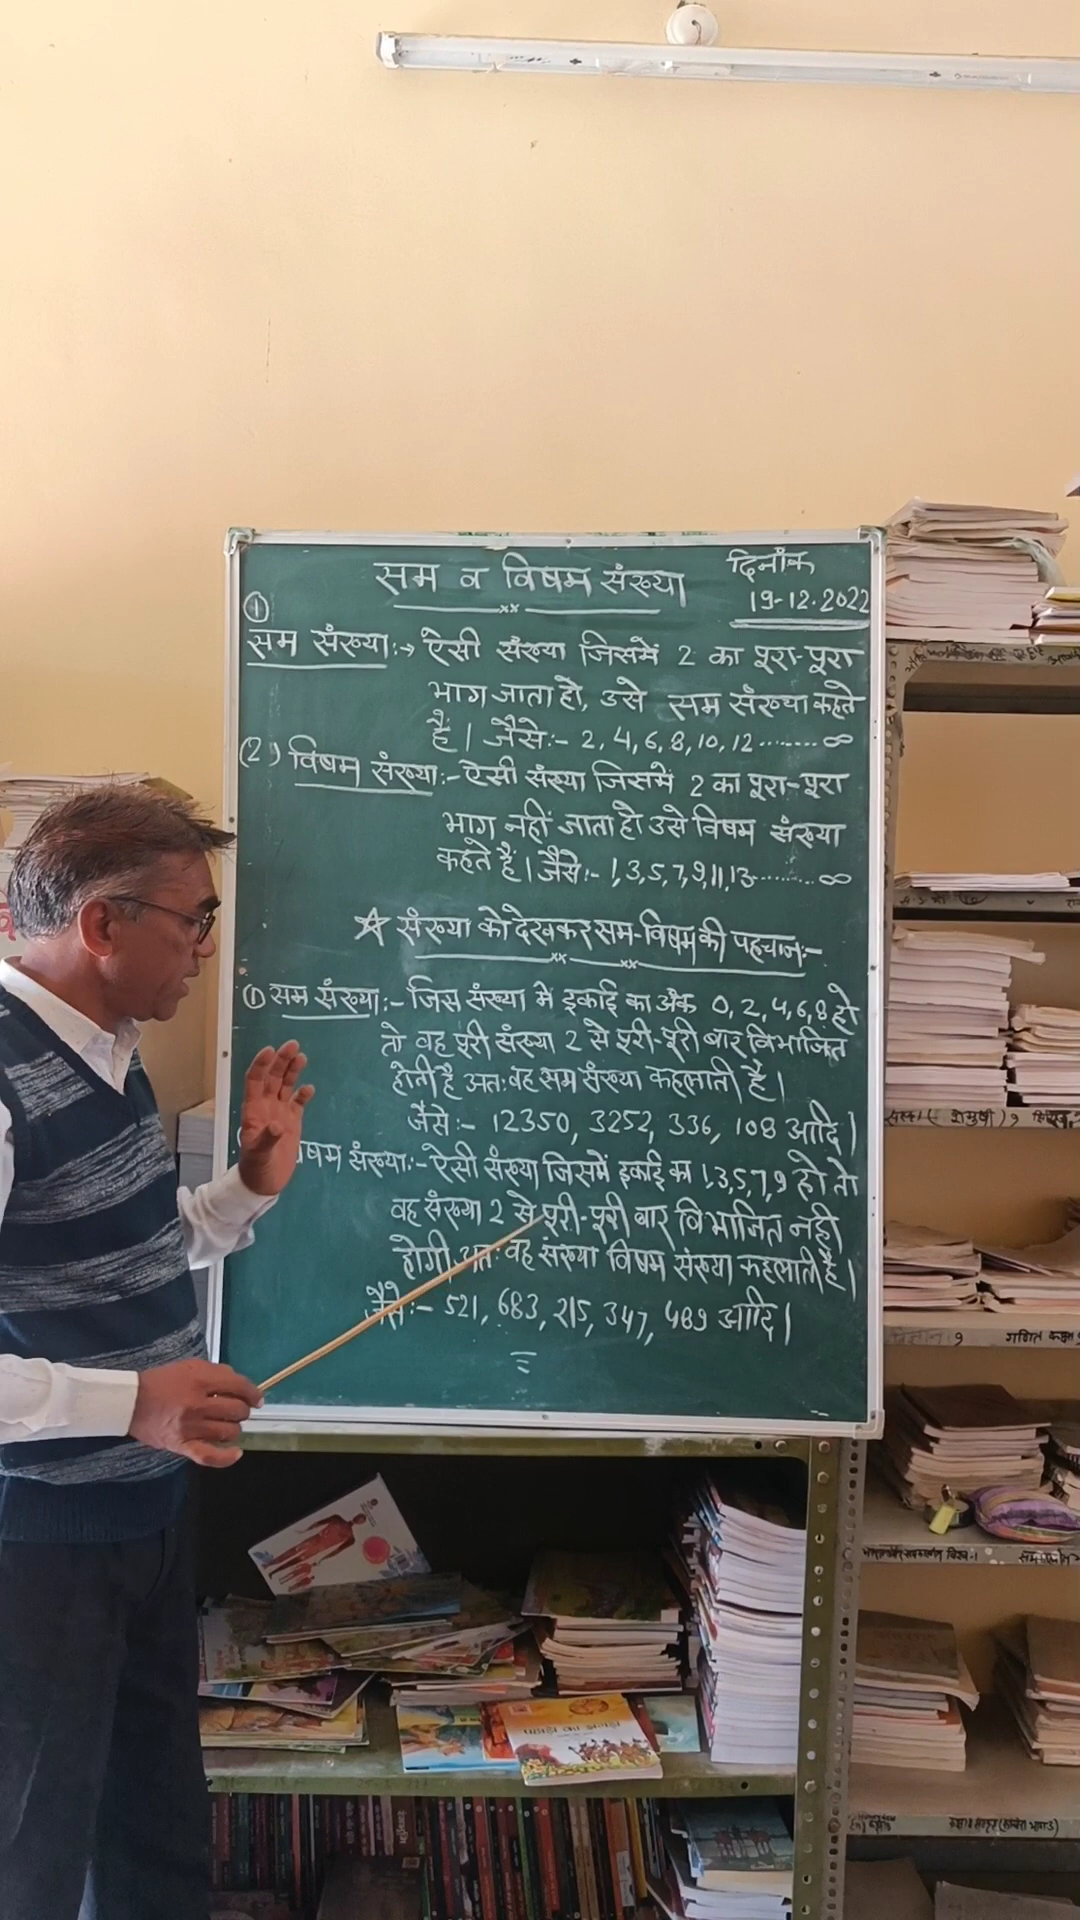 सम व विषम संख्या
दिनाँक
19-12-2022
①
सम संख्या:→ ऐसी संख्या जिसमें 2 का पूरा-पूरा
भाग जाता हो, उसे सम संख्या कहते
है। जैसे:- 2, 4, 6, 8, 10, 12 ........ ∞
(2) विषम संख्या:- ऐसी संख्या जिसमें 2 का पूरा-पूरा
भाग नहीं जाता हो उसे विषम संख्या
कहते हैं। जैसे:- 1, 3, 5, 7, 9, 11, 13 .......... ∞
☆ संख्या को देखकर सम-विषम की पहचान:-
① सम संख्या:- जिस संख्या मे इकाई का अंक 0, 2, 4, 6, 8 हो
तो वह पूरी संख्या 2 से पूरी-पूरी बार विभाजित
होती है अत: वह सम संख्या कहलाती है।
जैसे:- 12350, 3252, 336, 108 आदि।
षम संख्या:- ऐसी संख्या जिसमें इकाई का 1,3,5,7,9 हो तो
वह संख्या 2 से पूरी-पूरी बार विभाजित नही
होगी अत: वह संख्या विषम संख्या कहलाती है।
जैसे:- 521, 683, 215, 347, 489 आदि।
गणित कक्षा